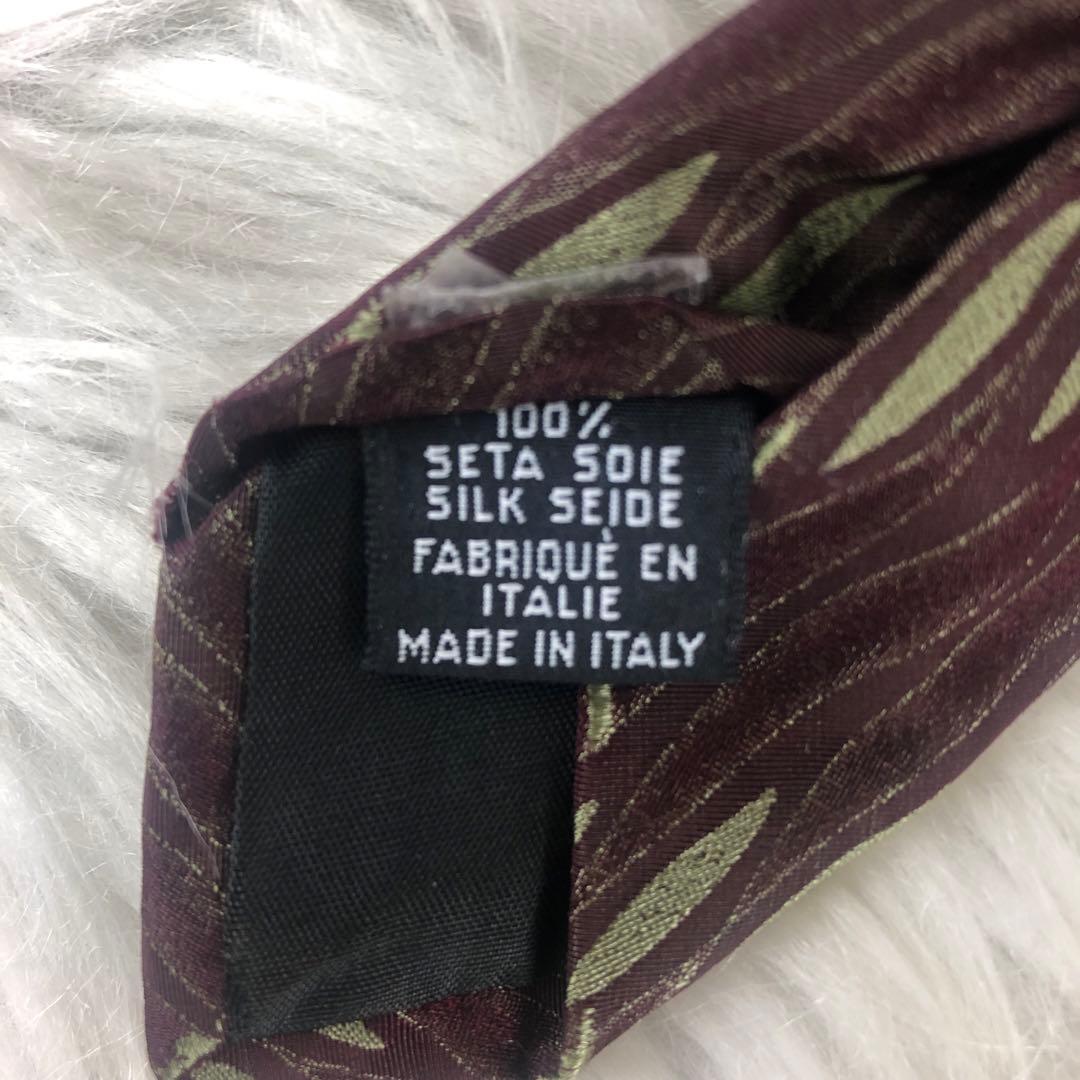 100%
SETA SOIE
SILK SEIDE
FABRIQUÈ EN
ITALIE
MADE IN ITALY